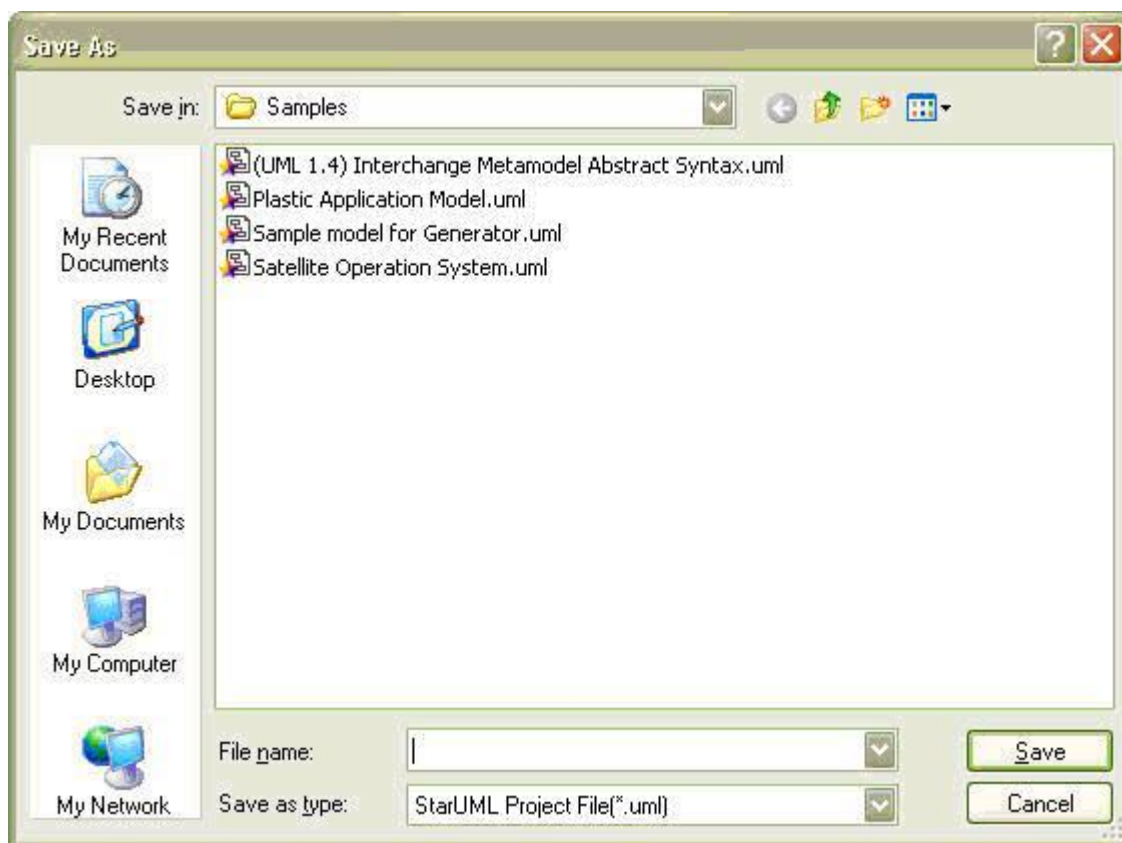 Save As
Save in:
Samples
(UML 1.4) Interchange Metamodel Abstract Syntax.uml
Plastic Application Model.uml
Sample model for Generator.uml
Satellite Operation System.uml
My Recent
Documents
Desktop
My Documents
My Computer
My Network
File name:
Save
Save as type:
StarUML Project File(*.uml)
Cancel